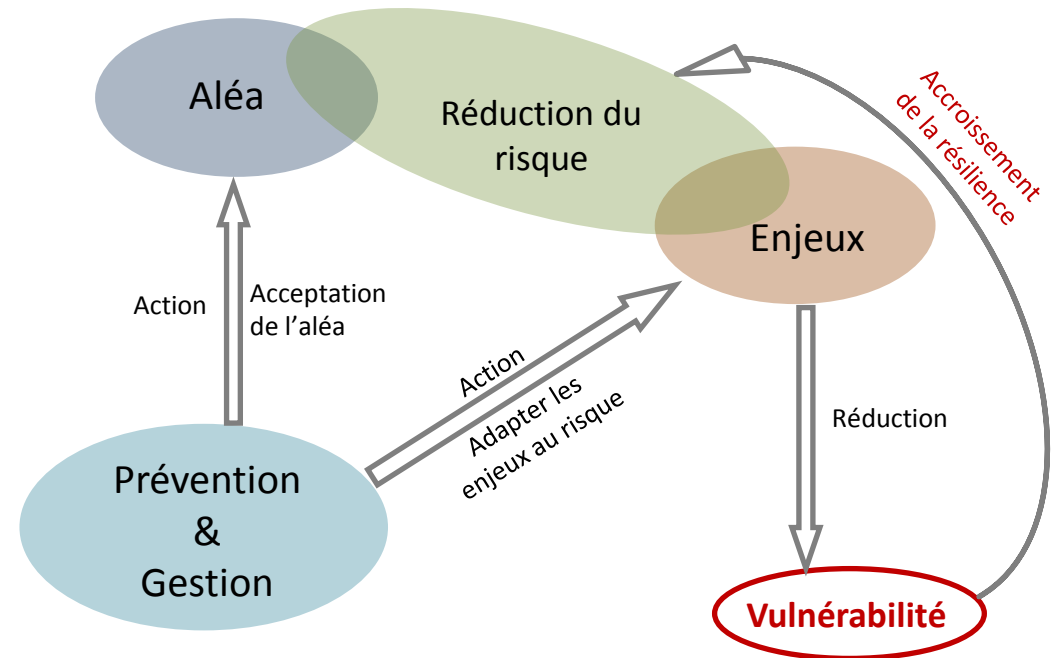 Aléa
Réduction du
risque
Accroissement
de la résilience
Enjeux
Action
Acceptation
de l’aléa
Action
Adapter les
enjeux au risque
Réduction
Prévention
&
Gestion
Vulnérabilité